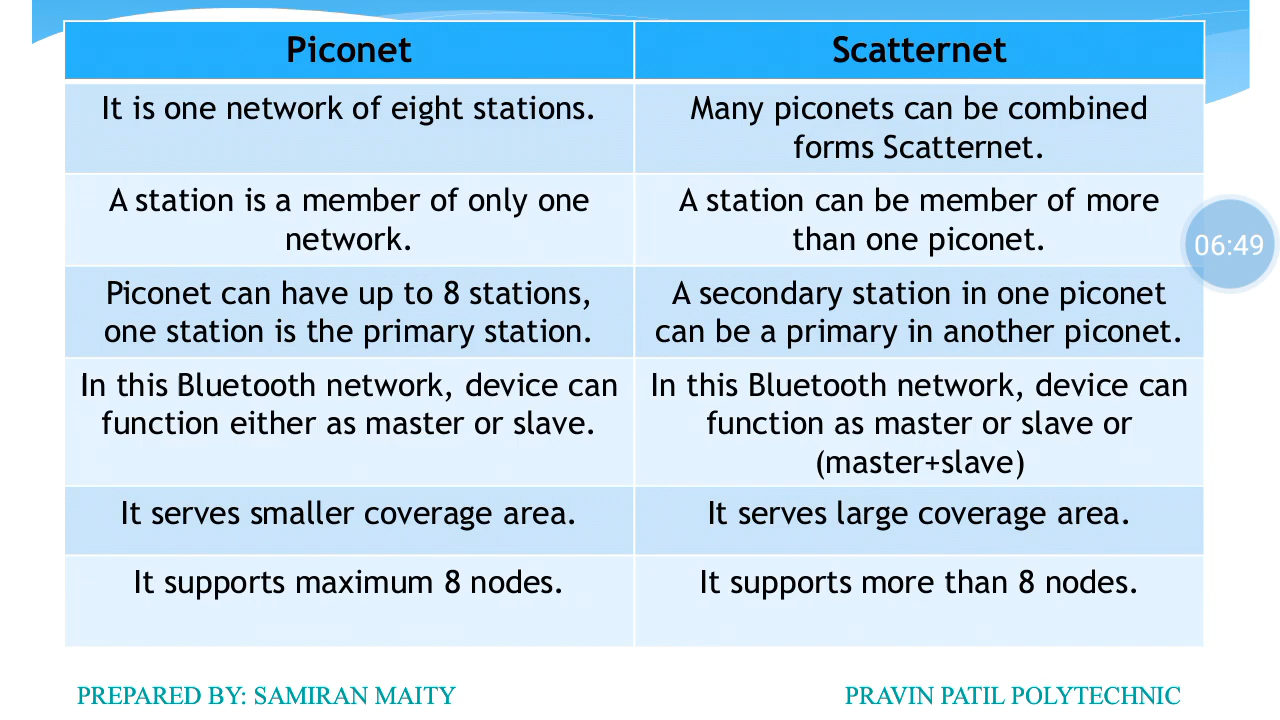 Piconet
Scatternet
It is one network of eight stations.
Many piconets can be combined
forms Scatternet.
A station is a member of only one
network.
A station can be member of more
than one piconet.
Piconet can have up to 8 stations,
one station is the primary station.
A secondary station in one piconet
can be a primary in another piconet.
In this Bluetooth network, device can
function either as master or slave.
In this Bluetooth network, device can
function as master or slave or
(master+slave)
It serves smaller coverage area.
It serves large coverage area.
It supports maximum 8 nodes.
It supports more than 8 nodes.
06:49
PREPARED BY: SAMIRAN MAITY
PRAVIN PATIL POLYTECHNIC